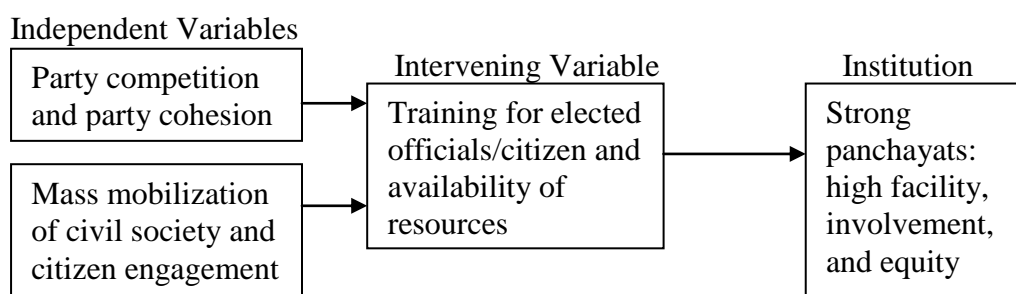 Independent Variables
Party competition
and party cohesion
Mass mobilization
of civil society and
citizen engagement
Intervening Variable
Training for elected
officials/citizen and
availability of
resources
Institution
Strong
panchayats:
high facility,
involvement,
and equity